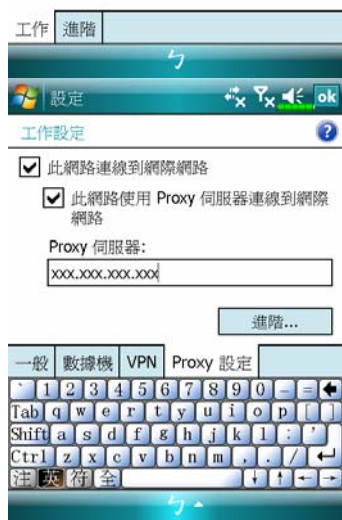 工作 進階
ㄅ
設定 ok
工作設定 ?
此網路連線到網際網路
此網路使用 Proxy 伺服器連線到網際
網路
Proxy 伺服器:
xxx.xxx.xxx.xxx
進階...
一般 數據機 VPN Proxy 設定
` 1 2 3 4 5 6 7 8 9 0 - =
Tab q w e r t y u i o p [ ]
Shift a s d f g h j k l ; '
Ctrl z x c v b n m , . /
注 英 符 全
ㄅ